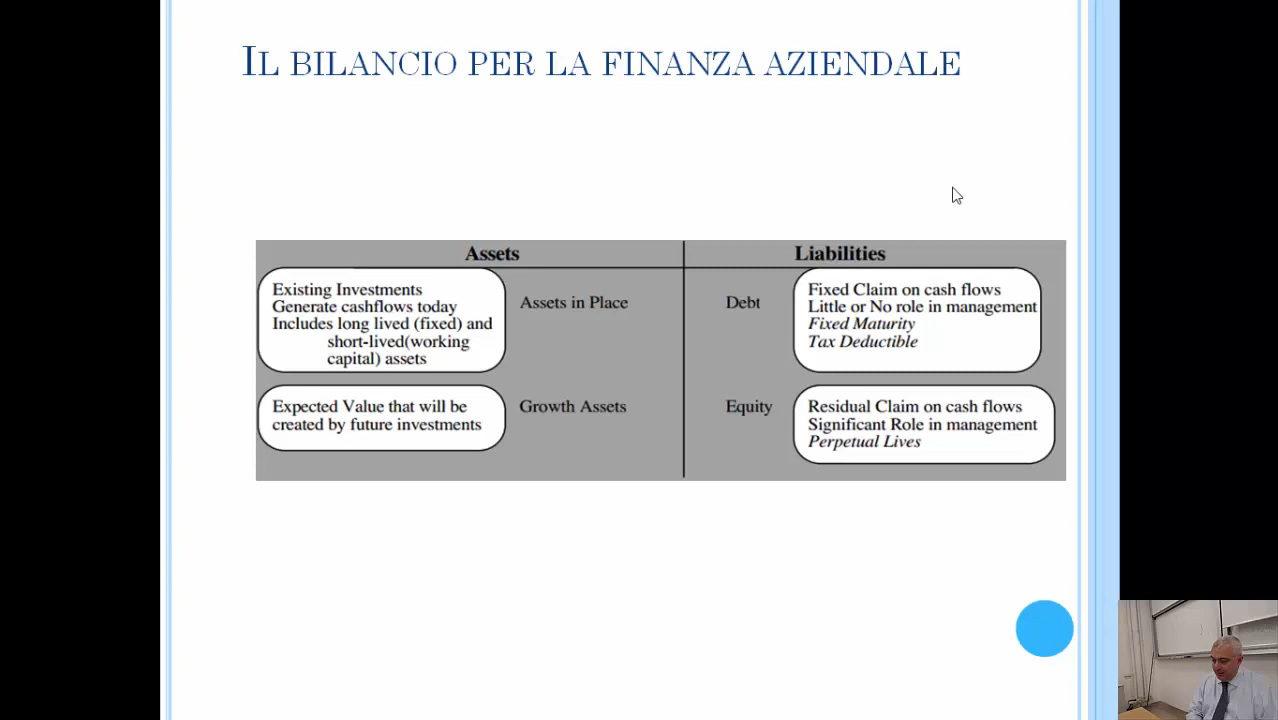 IL BILANCIO PER LA FINANZA AZIENDALE
Assets
Liabilities
Existing Investments
Generate cashflows today
Includes long lived (fixed) and
short-lived(working
capital) assets
Assets in Place
Debt
Fixed Claim on cash flows
Little or No role in management
Fixed Maturity
Tax Deductible
Expected Value that will be
created by future investments
Growth Assets
Equity
Residual Claim on cash flows
Significant Role in management
Perpetual Lives